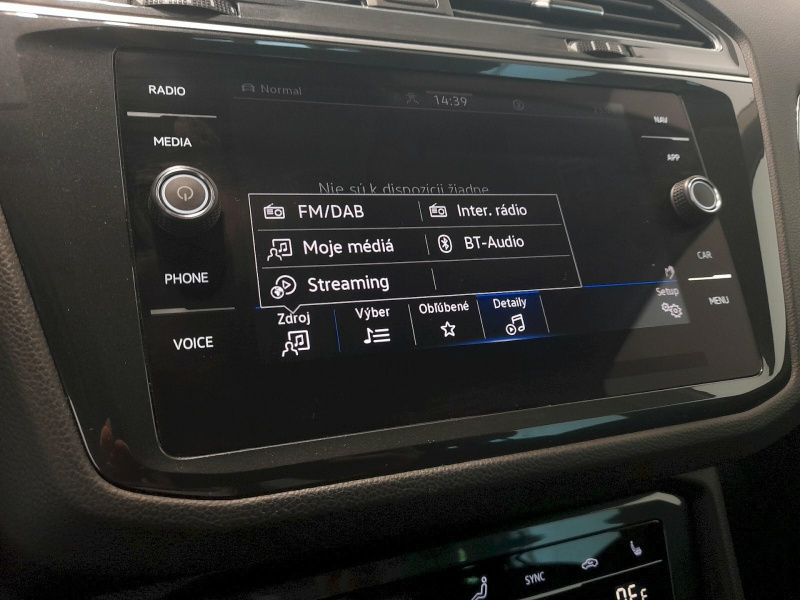 RADIO
Normal
14:39
NAV
MEDIA
APP
Nie sú k dispozícii žiadne
FM/DAB
Inter. rádio
Moje médiá
BT-Audio
PHONE
Streaming
CAR
Setup
MENU
VOICE
Zdroj
Výber
Obľúbené
Detaily
SYNC
OFF